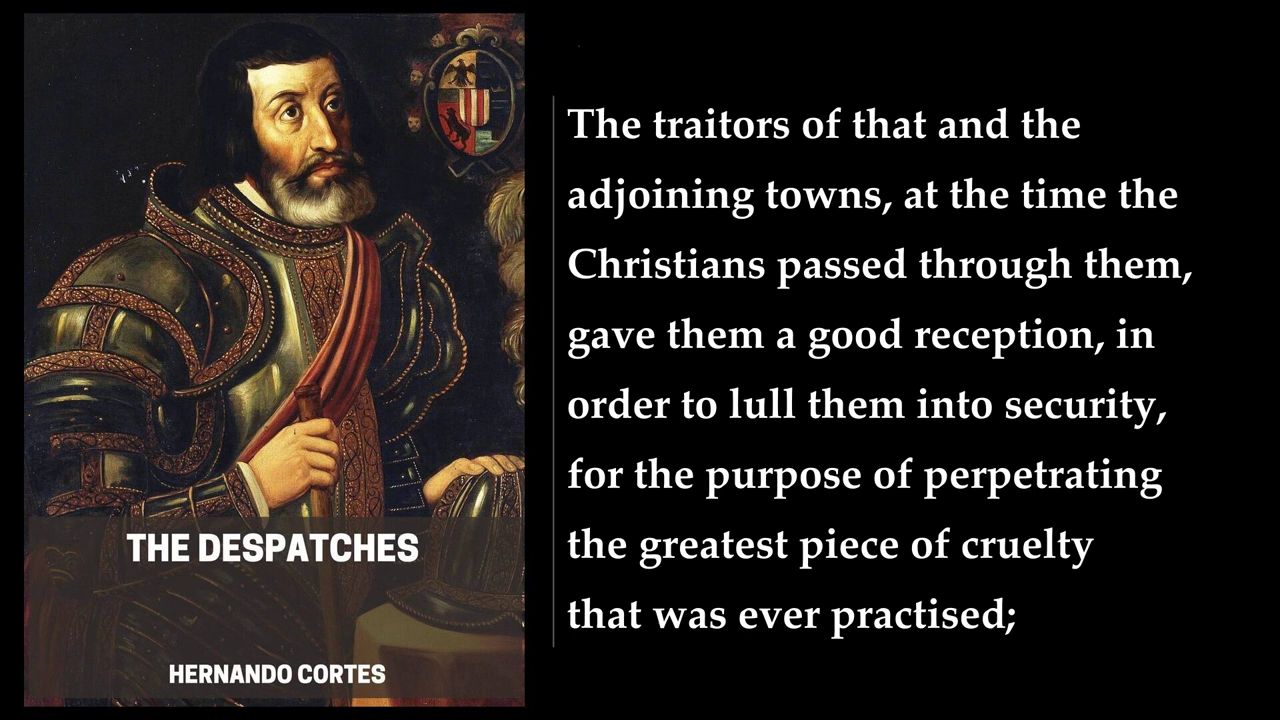 The traitors of that and the
adjoining towns, at the time the
Christians passed through them,
gave them a good reception, in
order to lull them into security,
for the purpose of perpetrating
the greatest piece of cruelty
that was ever practised;
THE DESPATCHES
HERNANDO CORTES